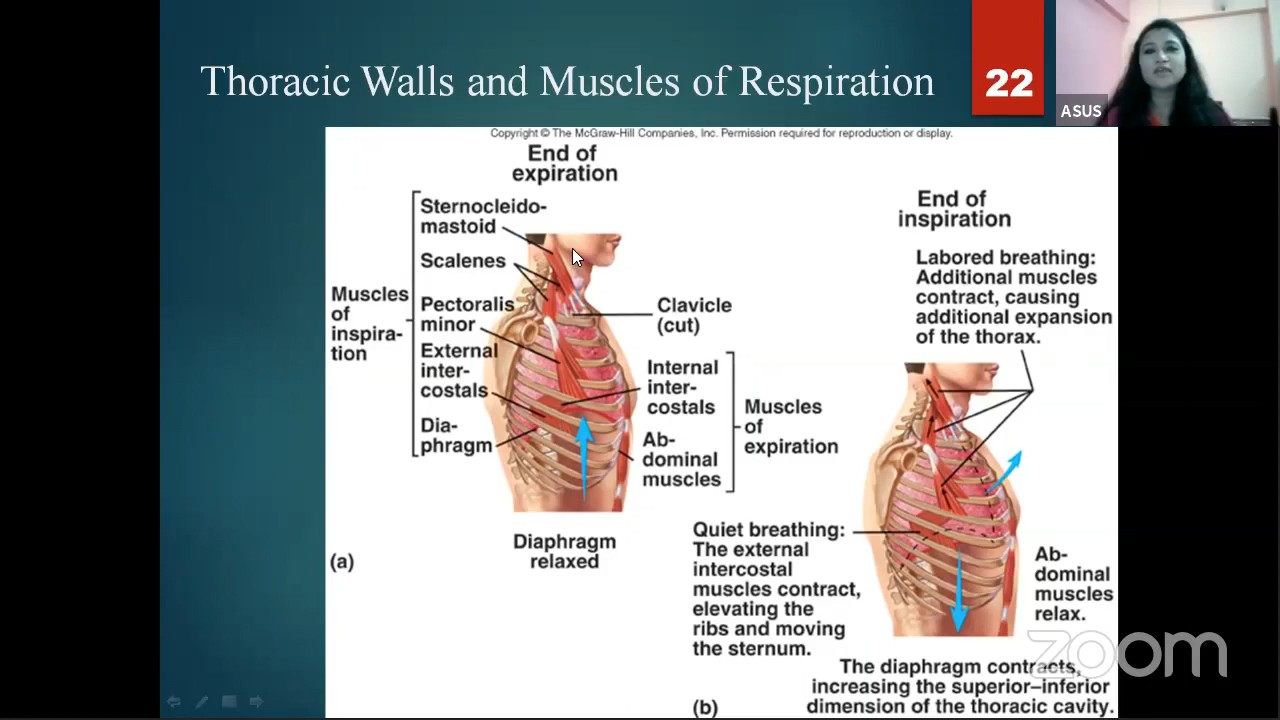 Thoracic Walls and Muscles of Respiration
22
ASUS
Copyright © The McGraw-Hill Companies, Inc. Permission required for reproduction or display.
End of
expiration
Sternocleido-
mastoid
Scalenes
Pectoralis
minor
External
inter-
costals
Dia-
phragm
Muscles
of
inspira-
tion
Clavicle
(cut)
Internal
inter-
costals
Ab-
dominal
muscles
Muscles
of
expiration
Diaphragm
relaxed
(a)
End of
inspiration
Labored breathing:
Additional muscles
contract, causing
additional expansion
of the thorax.
Quiet breathing:
The external
intercostal
muscles contract,
elevating the
ribs and moving
the sternum.
Ab-
dominal
muscles
relax.
The diaphragm contracts,
increasing the superior–inferior
dimension of the thoracic cavity.
(b)
zoom